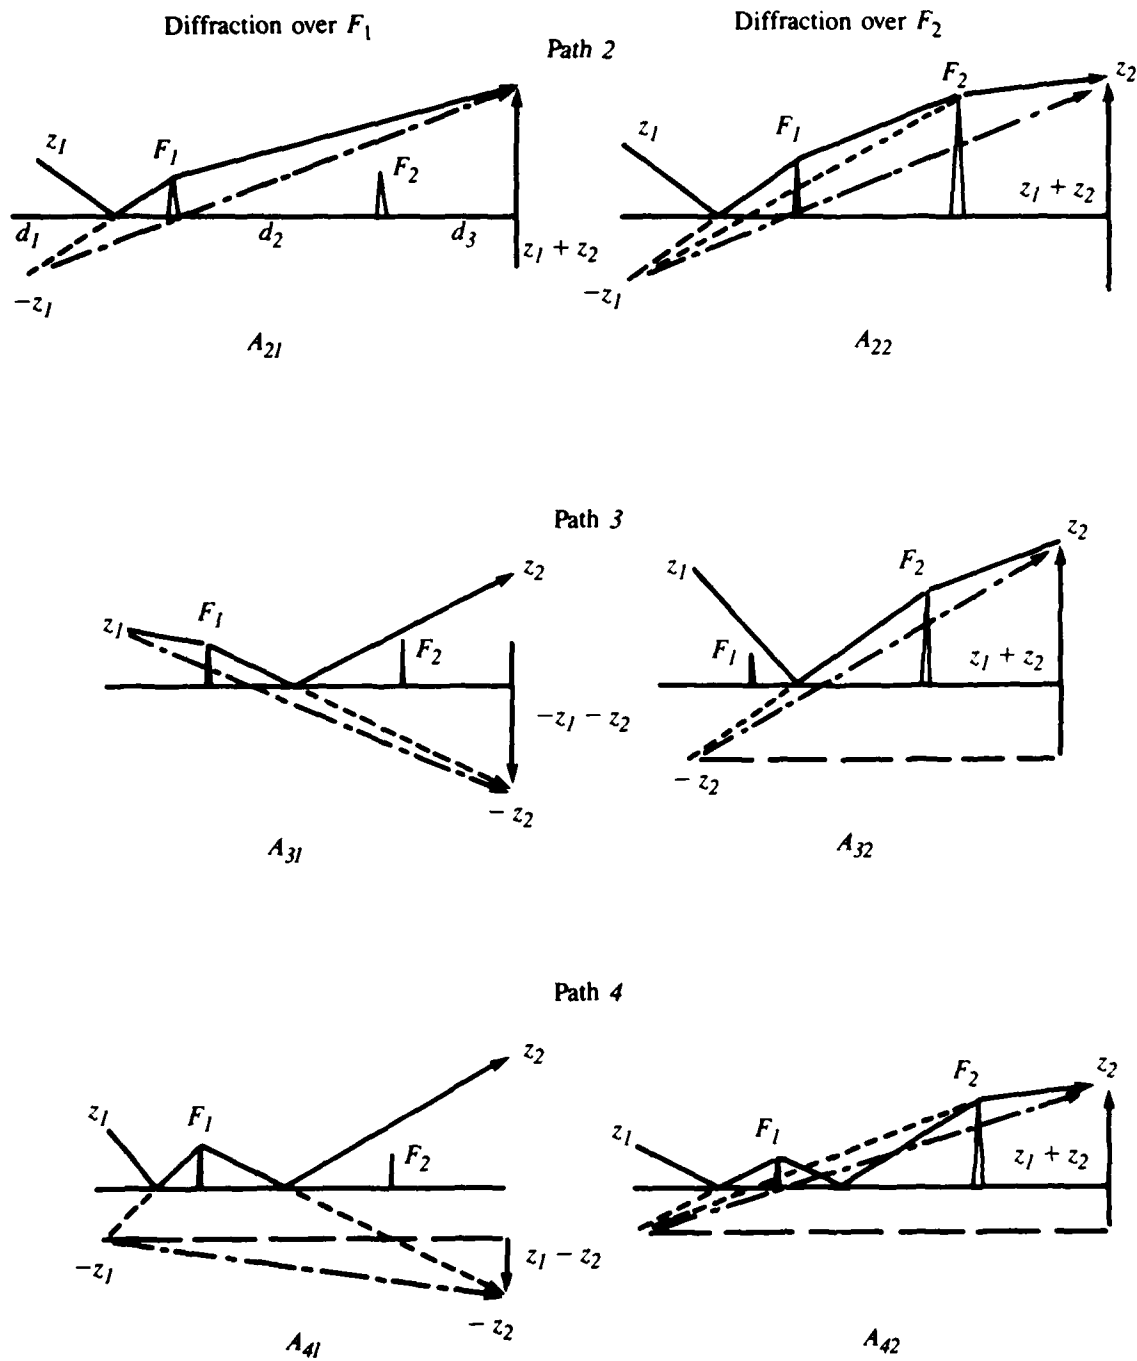 Diffraction over F₁
Diffraction over F₂
Path 2
z₁
F₁
F₂
d₁
d₂
d₃
z₁ + z₂
−z₁
A₂₁
z₁
F₁
F₂
z₂
z₁ + z₂
−z₁
A₂₂
Path 3
z₁
F₁
z₂
F₂
−z₁ − z₂
− z₂
A₃₁
z₁
F₁
F₂
z₂
z₁ + z₂
− z₂
A₃₂
Path 4
z₁
F₁
z₂
F₂
−z₁
z₁ − z₂
− z₂
A₄₁
z₁
F₁
F₂
z₂
z₁ + z₂
A₄₂